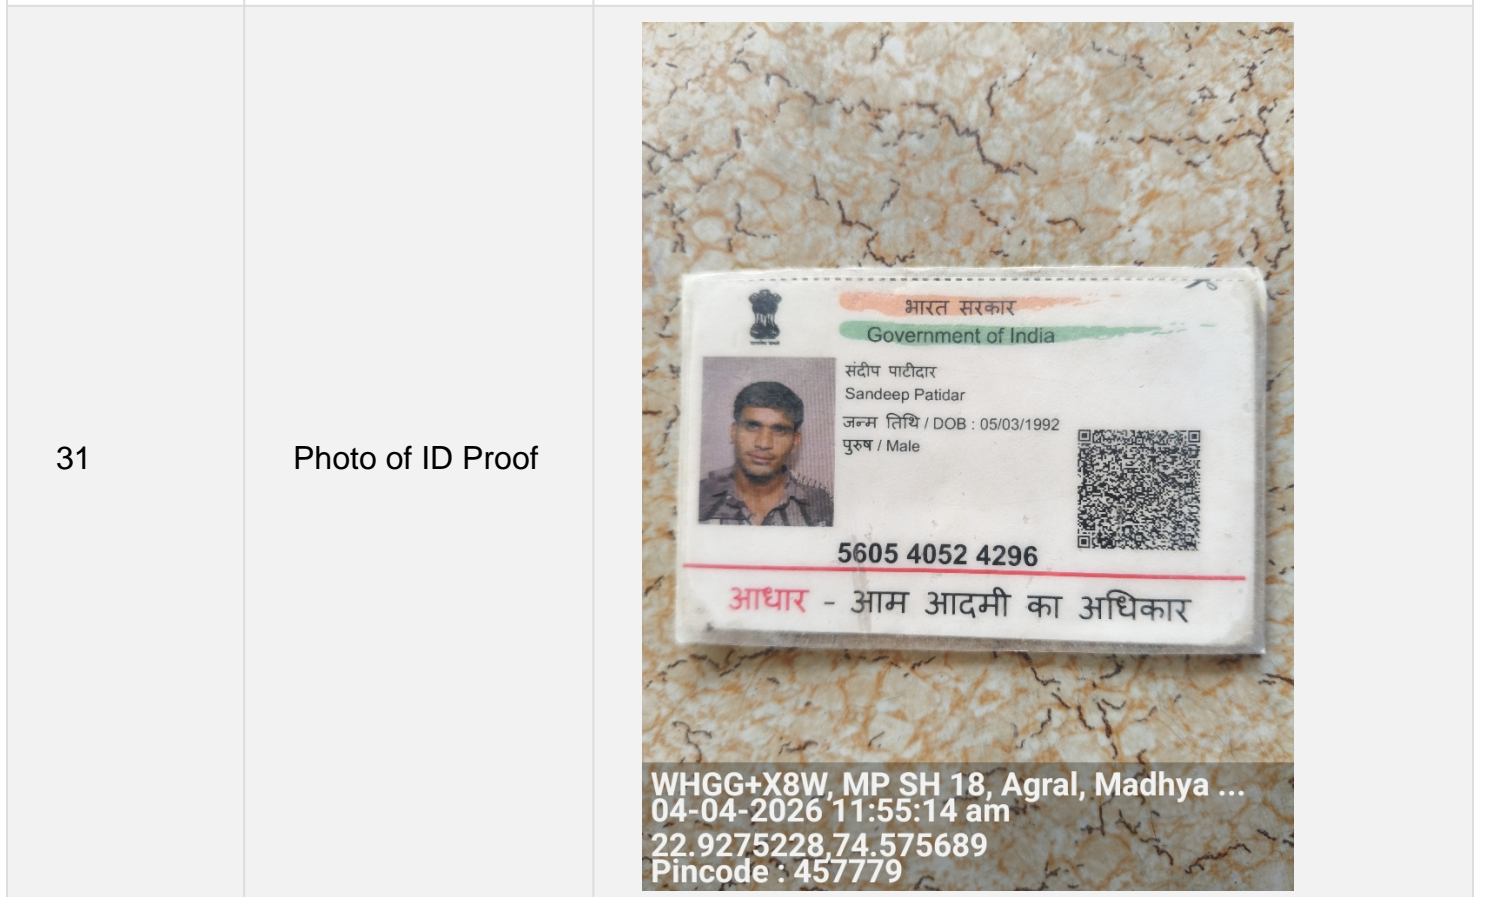 31
Photo of ID Proof
भारत सरकार
Government of India
संदीप पाटीदार
Sandeep Patidar
जन्म तिथि / DOB : 05/03/1992
पुरुष / Male
5605 4052 4296
आधार - आम आदमी का अधिकार
WHGG+X8W, MP SH 18, Agral, Madhya ...
04-04-2026 11:55:14 am
22.9275228,74.575689
Pincode : 457779